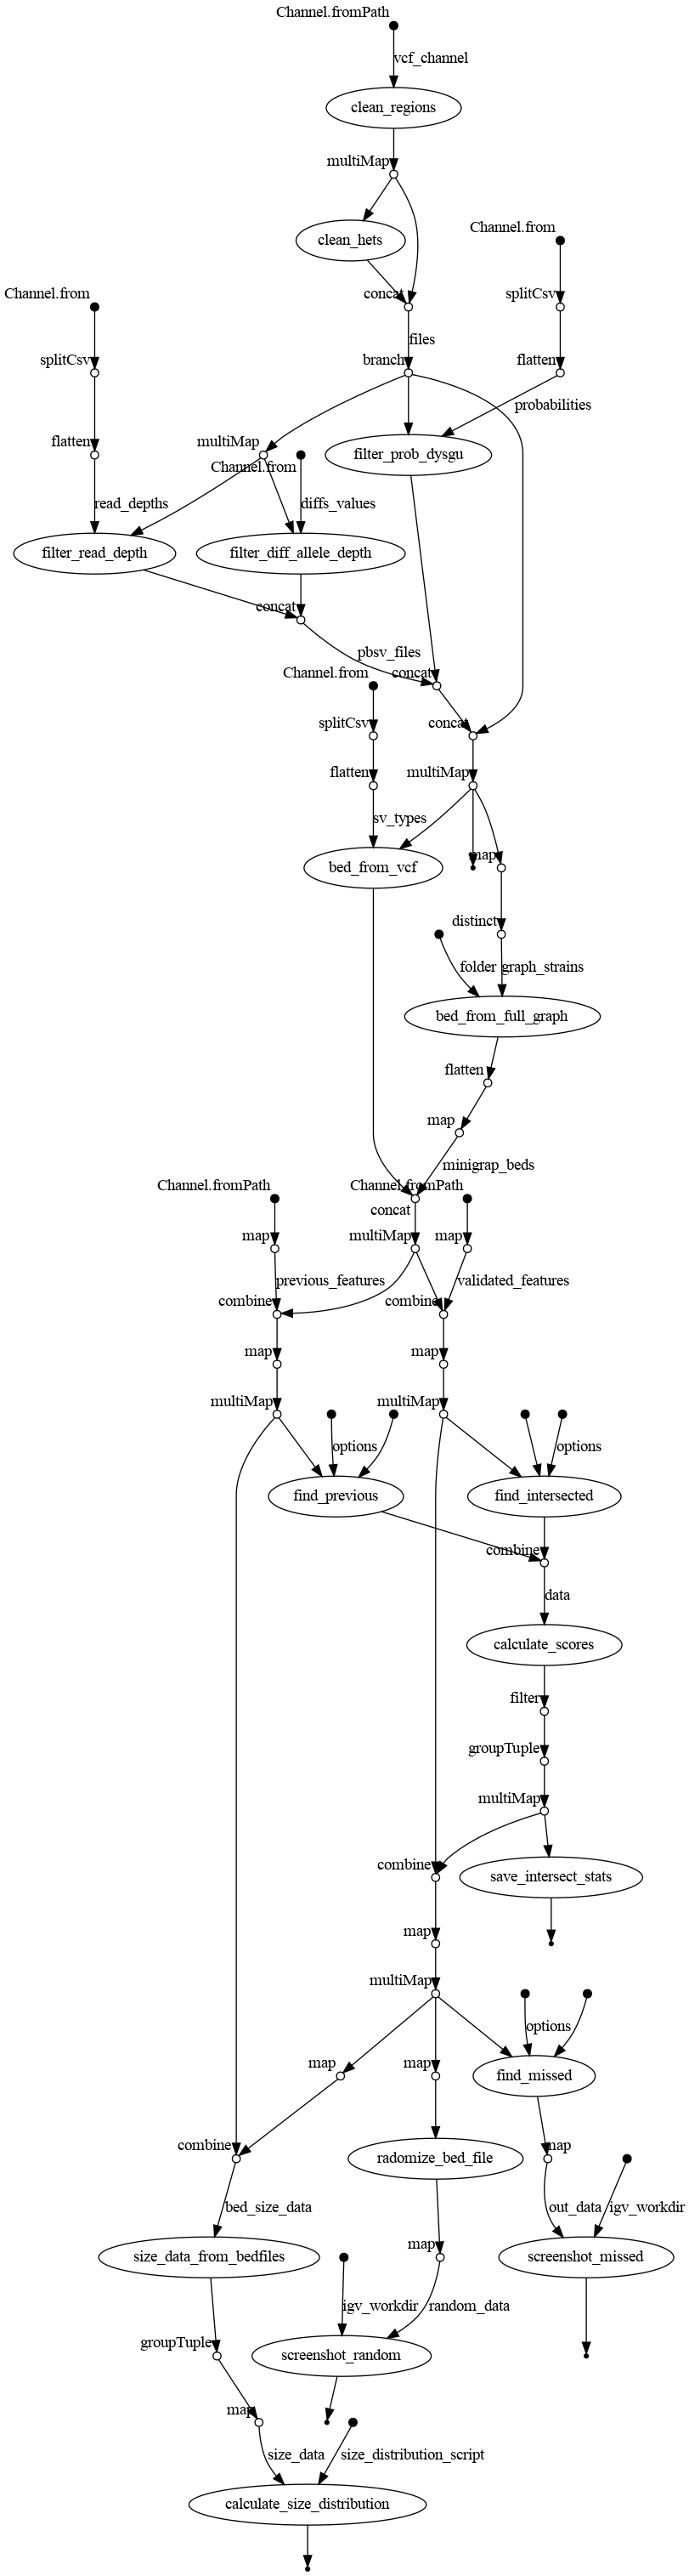 Channel.fromPath
vcf_channel
clean_regions
multiMap
clean_hets
Channel.from
concat
splitCsv
Channel.from
files
splitCsv
branch
flatten
probabilities
flatten
multiMap
filter_prob_dysgu
Channel.from
read_depths
diffs_values
filter_read_depth
filter_diff_allele_depth
concat
pbsv_files
concat
Channel.from
splitCsv
concat
flatten
multiMap
sv_types
map
bed_from_vcf
distinct
folder
graph_strains
bed_from_full_graph
flatten
map
minigrap_beds
Channel.fromPath
Channel.fromPath
concat
map
multiMap
map
previous_features
validated_features
combine
combine
map
map
multiMap
multiMap
options
options
find_previous
find_intersected
combine
data
calculate_scores
filter
groupTuple
multiMap
combine
save_intersect_stats
map
multiMap
options
map
map
find_missed
combine
radomize_bed_file
map
bed_size_data
out_data
igv_workdir
size_data_from_bedfiles
map
screenshot_missed
igv_workdir
random_data
groupTuple
screenshot_random
map
size_data
size_distribution_script
calculate_size_distribution